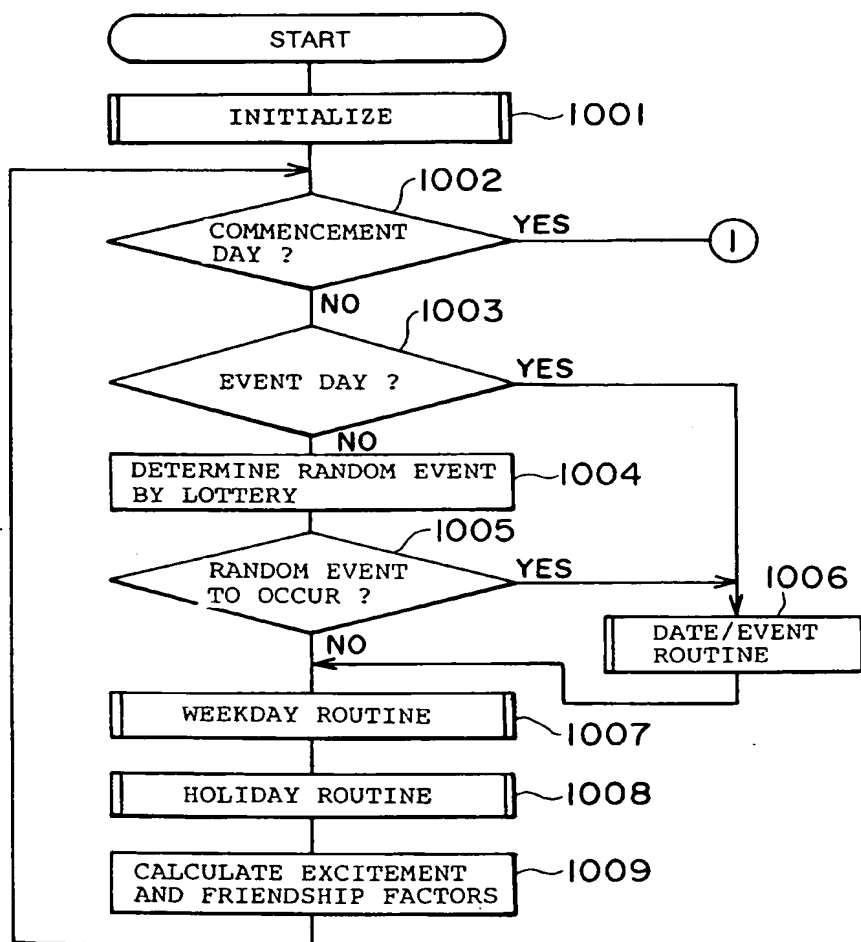 START
INITIALIZE
1001
1002
COMMENCEMENT
DAY ?
YES
1
NO
1003
EVENT DAY ?
YES
NO
DETERMINE RANDOM EVENT
BY LOTTERY
1004
1005
RANDOM EVENT
TO OCCUR ?
YES
1006
DATE/EVENT
ROUTINE
NO
WEEKDAY ROUTINE
1007
HOLIDAY ROUTINE
1008
CALCULATE EXCITEMENT
AND FRIENDSHIP FACTORS
1009